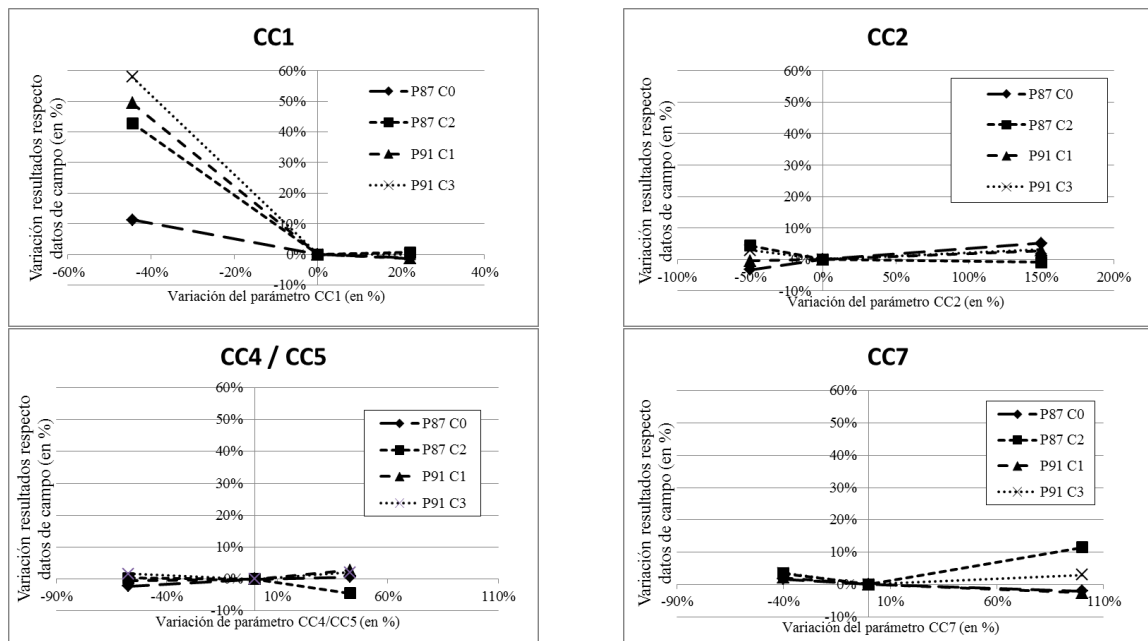 CC1
Variación resultados respecto
datos de campo (en %)
60%
50%
40%
30%
20%
10%
0%
-10%
-60%
-40%
-20%
0%
20%
40%
Variación del parámetro CC1 (en %)
P87 C0
P87 C2
P91 C1
P91 C3
CC2
Variación resultados respecto
datos de campo (en %)
60%
50%
40%
30%
20%
10%
0%
-10%
-100%
-50%
0%
50%
100%
150%
200%
Variación del parámetro CC2 (en %)
P87 C0
P87 C2
P91 C1
P91 C3
CC4 / CC5
Variación resultados respecto
datos de campo (en %)
60%
50%
40%
30%
20%
10%
0%
-10%
-90%
-40%
10%
60%
110%
Variación de parámetro CC4/CC5 (en %)
P87 C0
P87 C2
P91 C1
P91 C3
CC7
Variación resultados respecto
datos de campo (en %)
60%
50%
40%
30%
20%
10%
0%
-10%
-90%
-40%
10%
60%
110%
Variación del parámetro CC7 (en %)
P87 C0
P87 C2
P91 C1
P91 C3